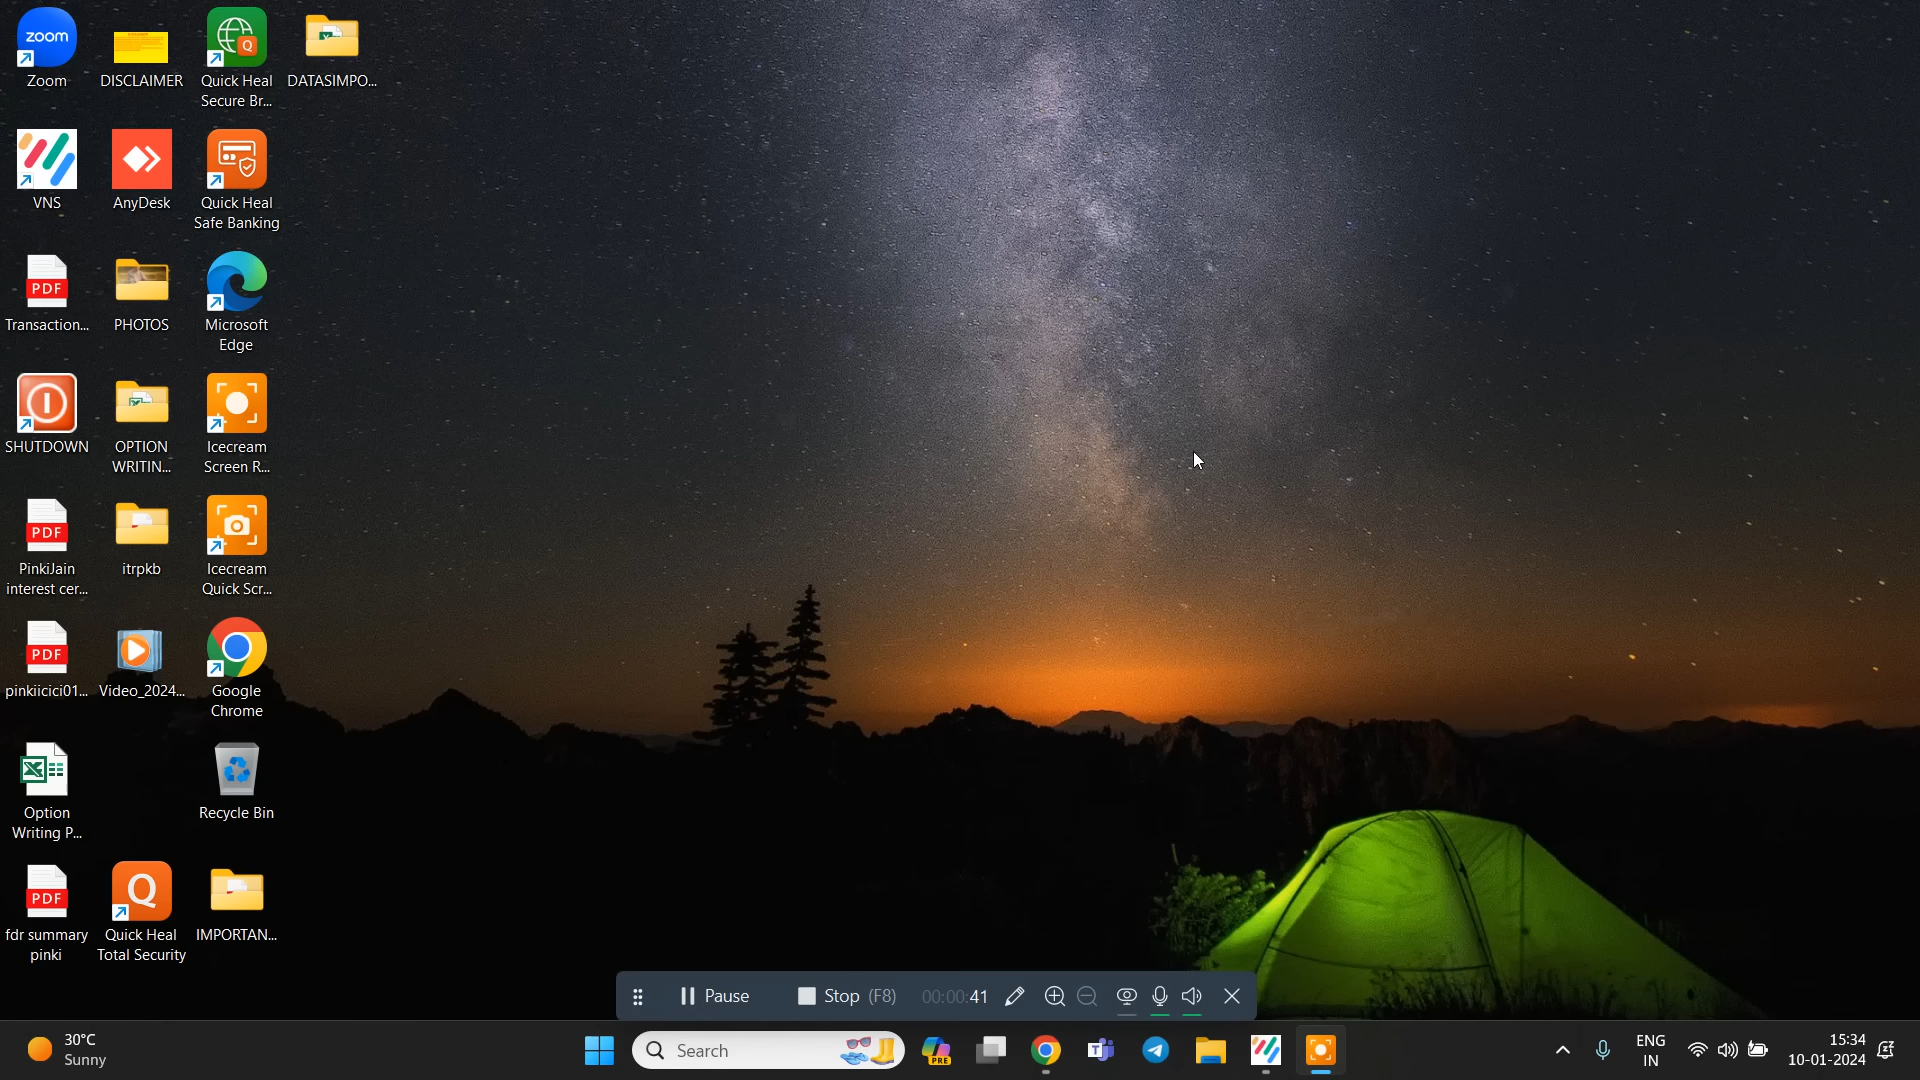 zoom
Zoom
DISCLAIMER
Quick Heal
Secure Br...
DATASIMPO...
VNS
AnyDesk
Quick Heal
Safe Banking
PDF
Transaction...
PHOTOS
Microsoft
Edge
SHUTDOWN
OPTION
WRITIN...
Icecream
Screen R...
PDF
PinkiJain
interest cer...
itrpkb
Icecream
Quick Scr...
PDF
pinkiicici01...
Video_2024...
Google
Chrome
Option
Writing P...
Recycle Bin
PDF
fdr summary
pinki
Quick Heal
Total Security
IMPORTAN...
Pause
Stop (F8)
00:00:41
30°C
Sunny
Search
PRE
ENG
IN
15:34
10-01-2024